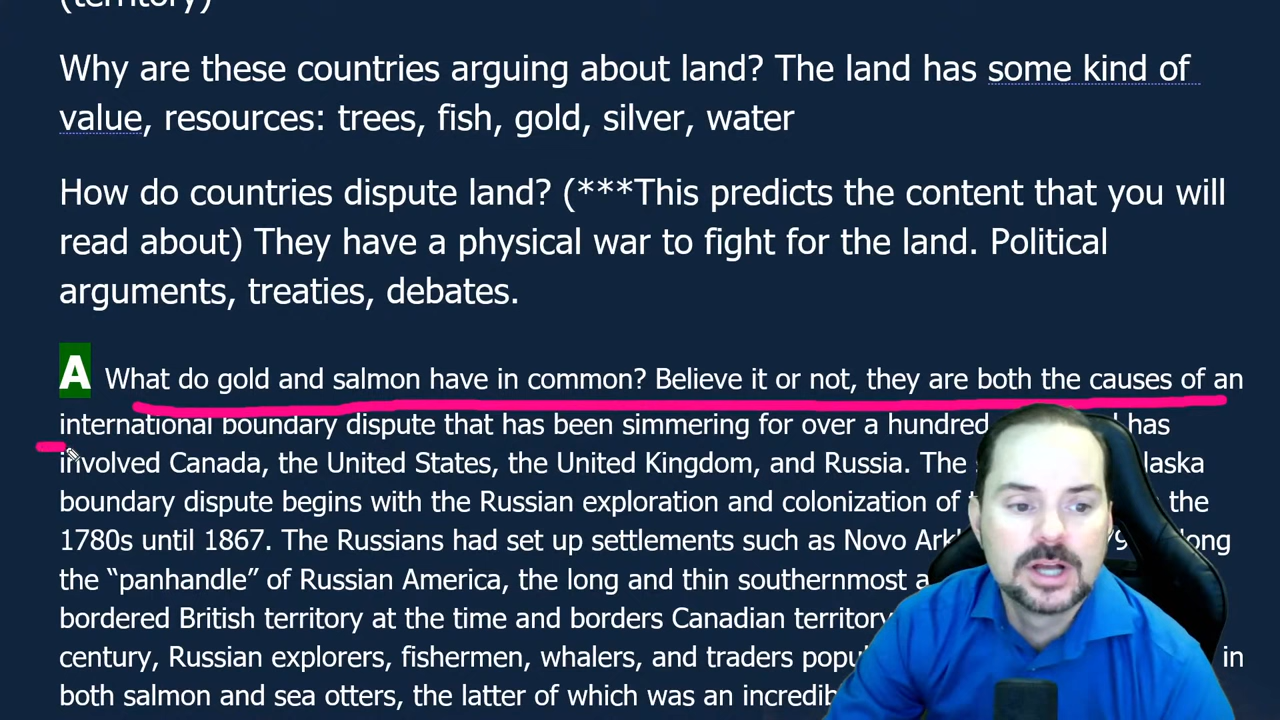 (territory)
Why are these countries arguing about land? The land has some kind of
value, resources: trees, fish, gold, silver, water
How do countries dispute land? (***This predicts the content that you will
read about) They have a physical war to fight for the land. Political
arguments, treaties, debates.
A What do gold and salmon have in common? Believe it or not, they are both the causes of an
international boundary dispute that has been simmering for over a hundred has
involved Canada, the United States, the United Kingdom, and Russia. The
boundary dispute begins with the Russian exploration and colonization of the
1780s until 1867. The Russians had set up settlements such as Novo
the “panhandle” of Russian America, the long and thin southernmost
bordered British territory at the time and borders Canadian territory
century, Russian explorers, fishermen, whalers, and traders in
both salmon and sea otters, the latter of which was an